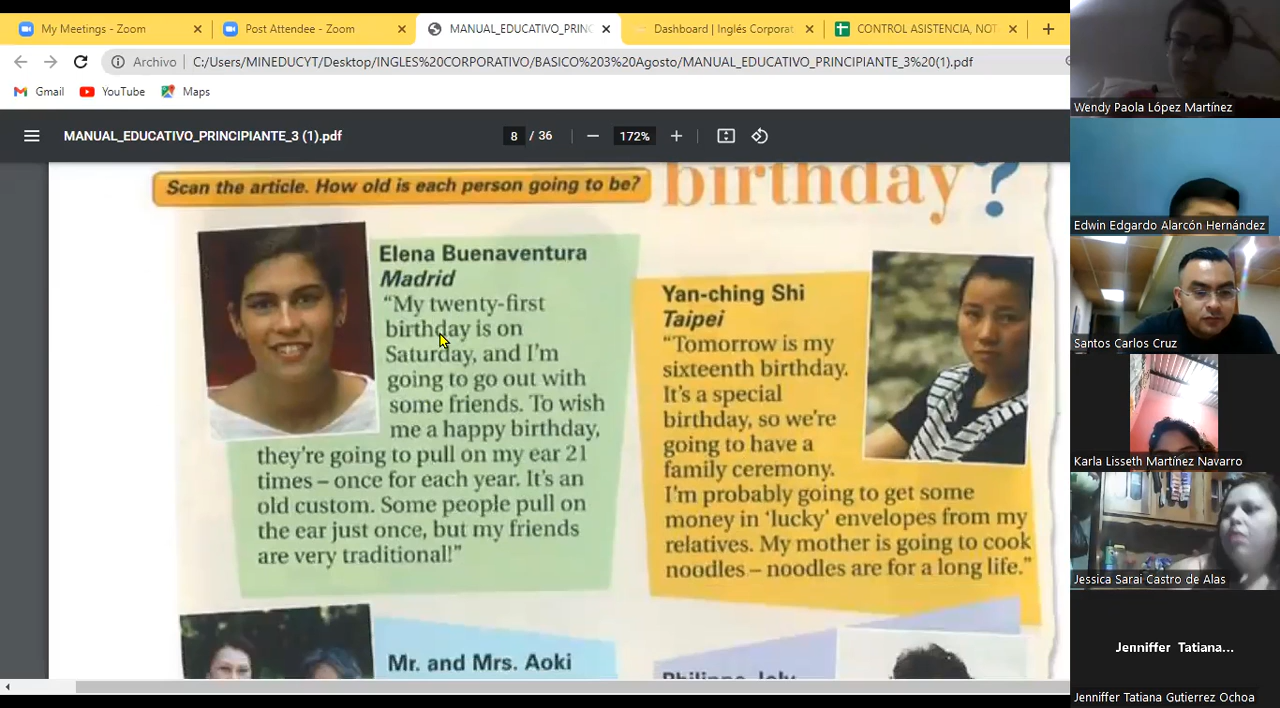 My Meetings - Zoom
Post Attendee - Zoom
MANUAL_EDUCATIVO_PRINC
Dashboard | Inglés Corporat
CONTROL ASISTENCIA, NOT
Archivo
C:/Users/MINEDUCYT/Desktop/INGLES%20CORPORATIVO/BASICO%203%20Agosto/MANUAL_EDUCATIVO_PRINCIPIANTE_3%20(1).pdf
Gmail
YouTube
Maps
MANUAL_EDUCATIVO_PRINCIPIANTE_3 (1).pdf
8 / 36
172%
Scan the article. How old is each person going to be?
birthday?
Elena Buenaventura
Madrid
“My twenty-first
birthday is on
Saturday, and I'm
going to go out with
some friends. To wish
me a happy birthday,
they're going to pull on my ear 21
times – once for each year. It's an
old custom. Some people pull on
the ear just once, but my friends
are very traditional!”
Yan-ching Shi
Taipei
“Tomorrow is my
sixteenth birthday.
It's a special
birthday, so we're
going to have a
family ceremony.
I'm probably going to get some
money in ‘lucky’ envelopes from my
relatives. My mother is going to cook
noodles – noodles are for a long life.”
Mr. and Mrs. Aoki
Wendy Paola López Martínez
Edwin Edgardo Alarcón Hernández
Santos Carlos Cruz
Karla Lisseth Martínez Navarro
Jessica Sarai Castro de Alas
Jenniffer Tatiana...
Jenniffer Tatiana Gutierrez Ochoa